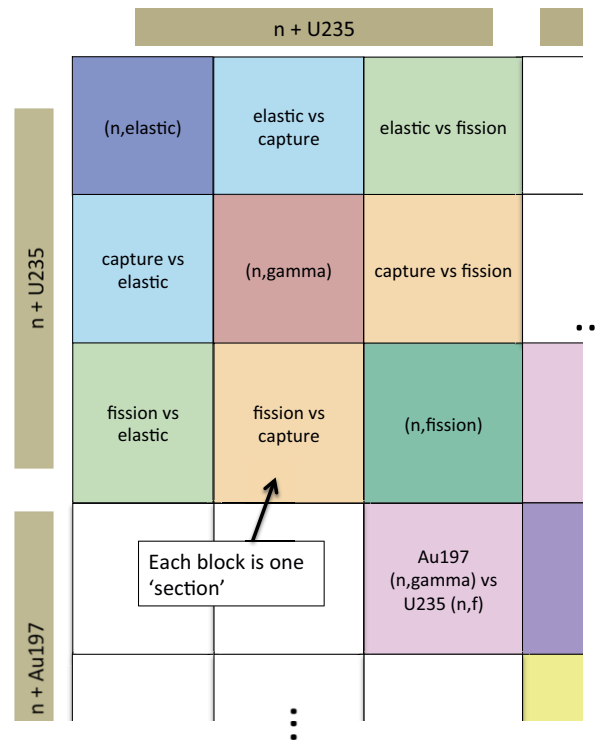 n + U235
n + U235
(n,elastic)
elastic vs
capture
elastic vs fission
capture vs
elastic
(n,gamma)
capture vs fission
..
fission vs
elastic
fission vs
capture
(n,fission)
n + Au197
Each block is one
‘section’
Au197
(n,gamma) vs
U235 (n,f)
⋮